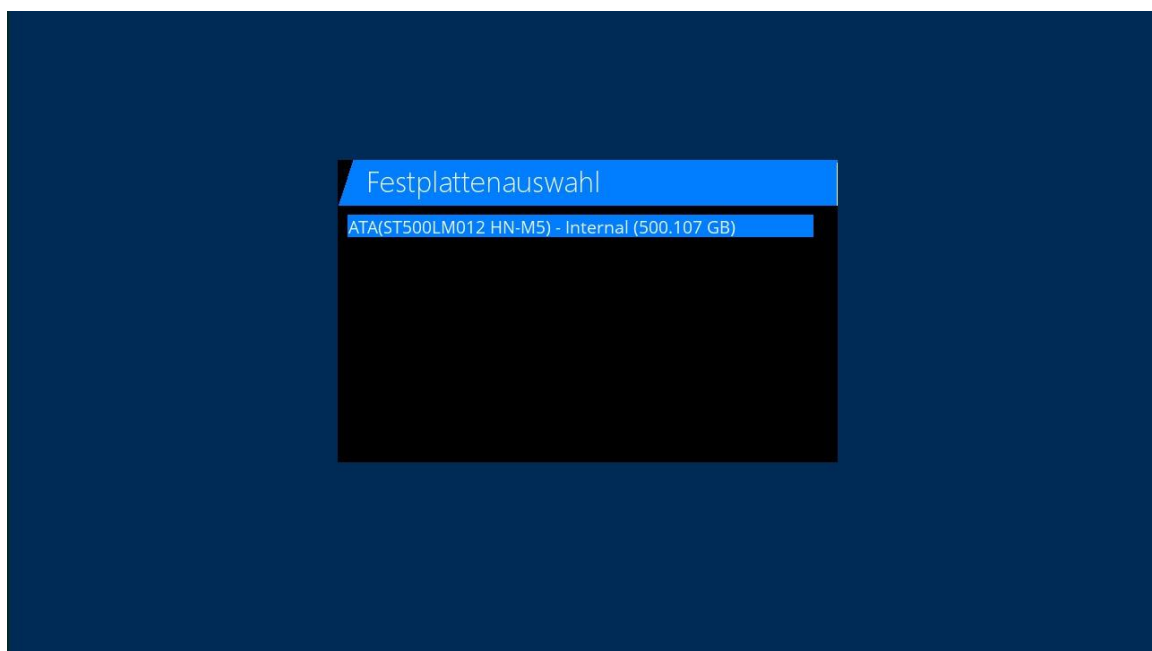 Festplattenauswahl
ATA(ST500LM012 HN-M5) - Internal (500.107 GB)